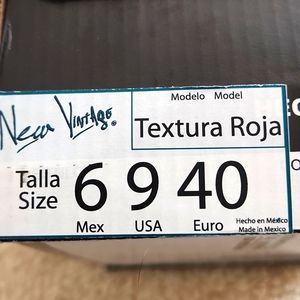 New Vintage®
Modelo Model
Textura Roja
Talla
Size
6 9 40
Mex USA Euro
Hecho en México
Made in Mexico